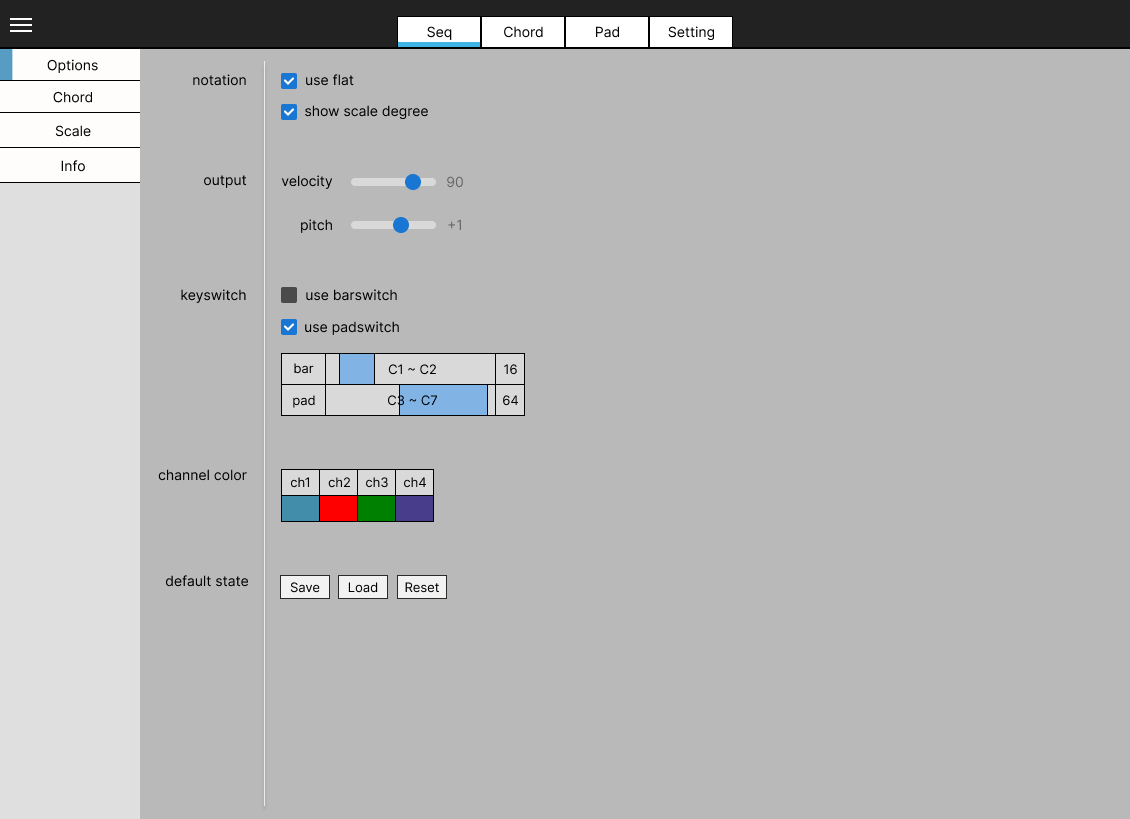 Seq Chord Pad Setting
Options
Chord
Scale
Info
notation use flat
show scale degree
output velocity 90
pitch +1
keyswitch use barswitch
use padswitch
bar C1 ~ C2 16
pad C3 ~ C7 64
channel color ch1 ch2 ch3 ch4
default state Save Load Reset